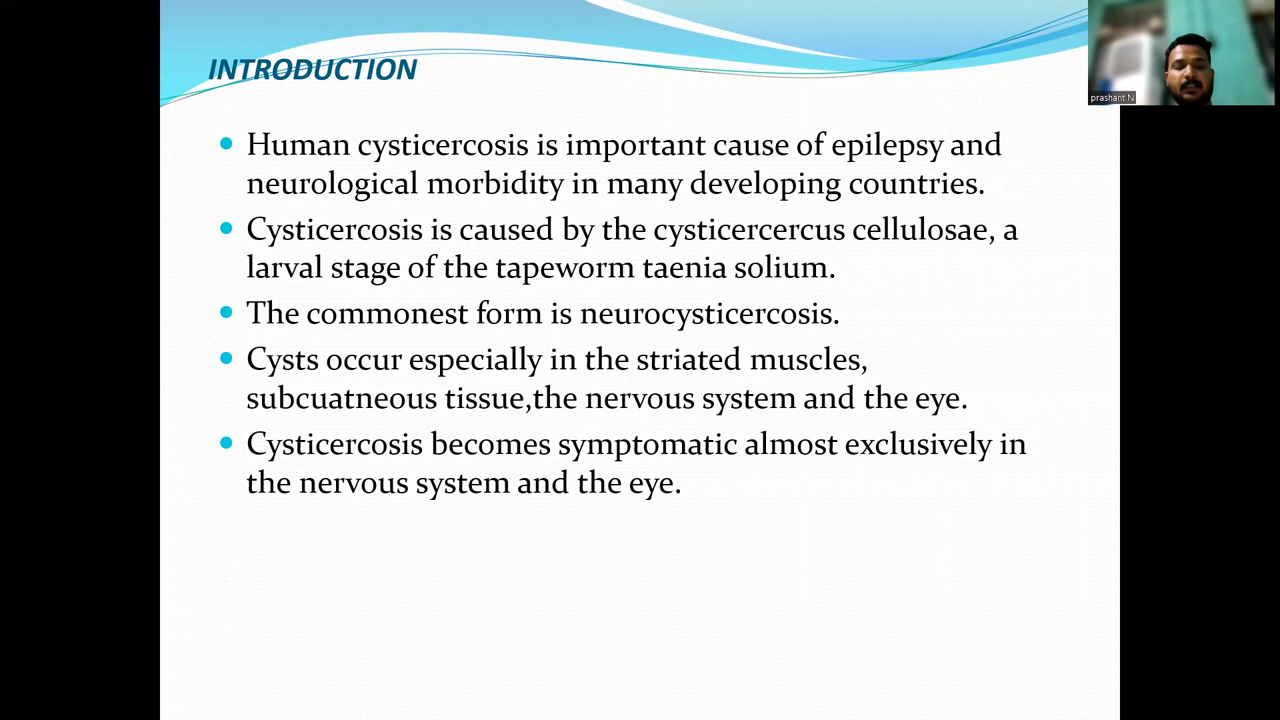 INTRODUCTION
Human cysticercosis is important cause of epilepsy and
neurological morbidity in many developing countries.
Cysticercosis is caused by the cysticercercus cellulosae, a
larval stage of the tapeworm taenia solium.
The commonest form is neurocysticercosis.
Cysts occur especially in the striated muscles,
subcuatneous tissue,the nervous system and the eye.
Cysticercosis becomes symptomatic almost exclusively in
the nervous system and the eye.
prashant N